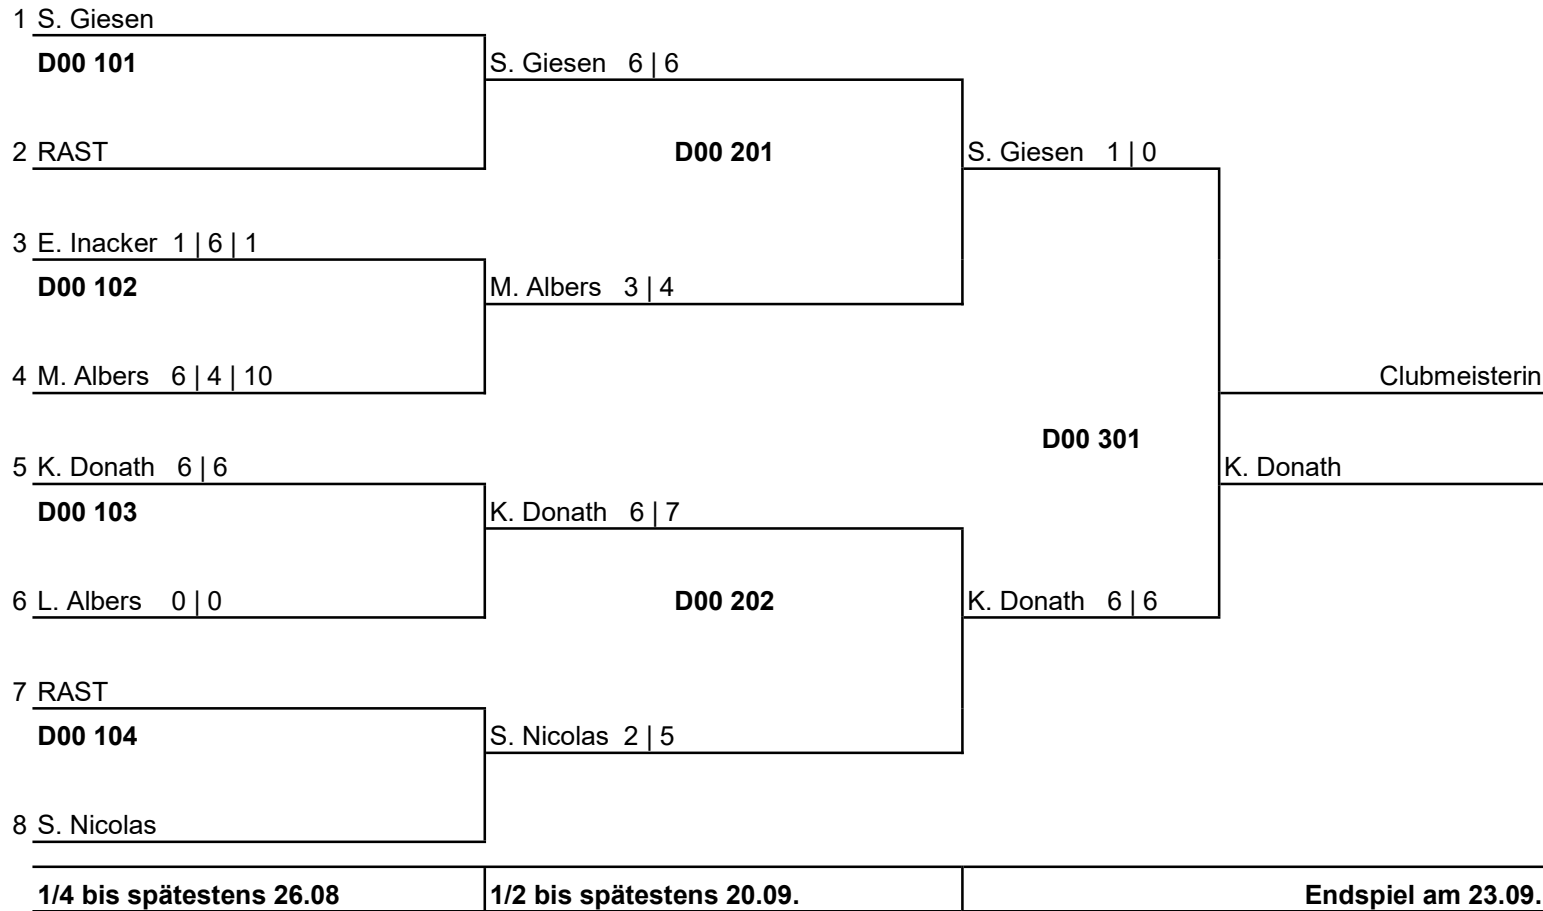 1 S. Giesen
D00 101
S. Giesen 6 | 6
2 RAST
D00 201
S. Giesen 1 | 0
3 E. Inacker 1 | 6 | 1
D00 102
M. Albers 3 | 4
4 M. Albers 6 | 4 | 10
Clubmeisterin
D00 301
5 K. Donath 6 | 6
K. Donath
D00 103
K. Donath 6 | 7
6 L. Albers 0 | 0
D00 202
K. Donath 6 | 6
7 RAST
D00 104
S. Nicolas 2 | 5
8 S. Nicolas
1/4 bis spätestens 26.08
1/2 bis spätestens 20.09.
Endspiel am 23.09.